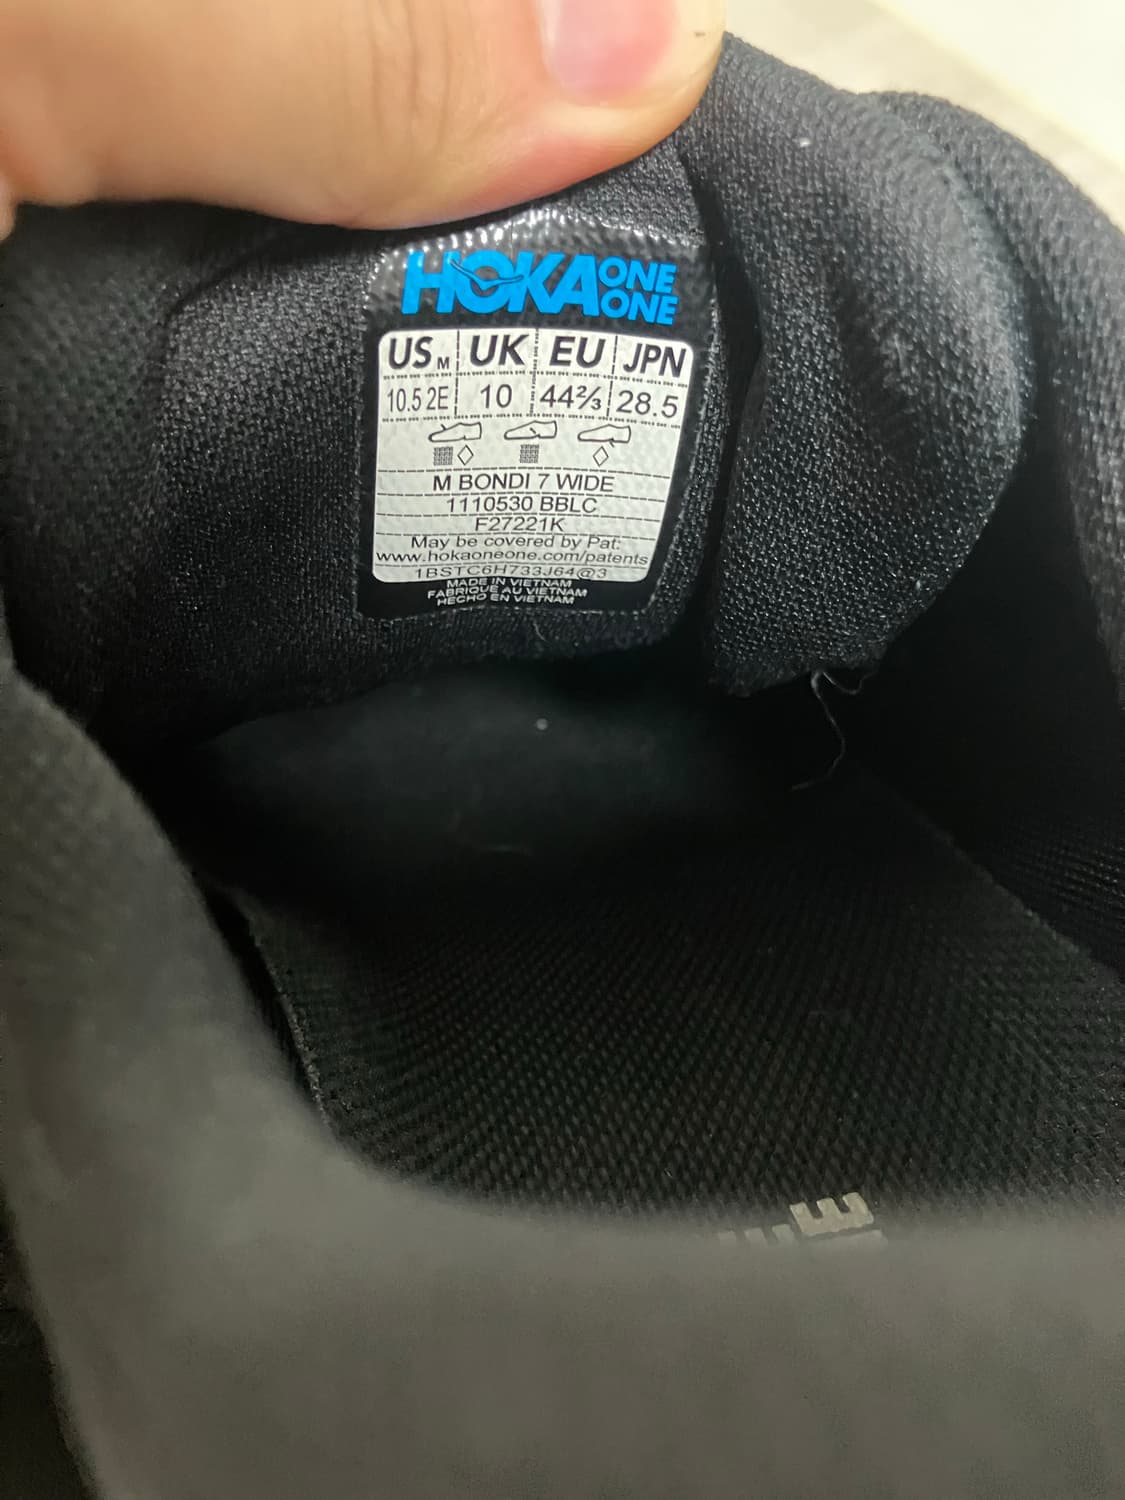 HOKA ONE ONE
US M UK EU JPN
10.5 2E 10 44⅔ 28.5
M BONDI 7 WIDE
1110530 BBLC
F27221K
May be covered by Pat:
www.hokaoneone.com/patents
1BSTC6H733J64@3
MADE IN VIETNAM
FABRIQUE AU VIETNAM
HECHO EN VIETNAM